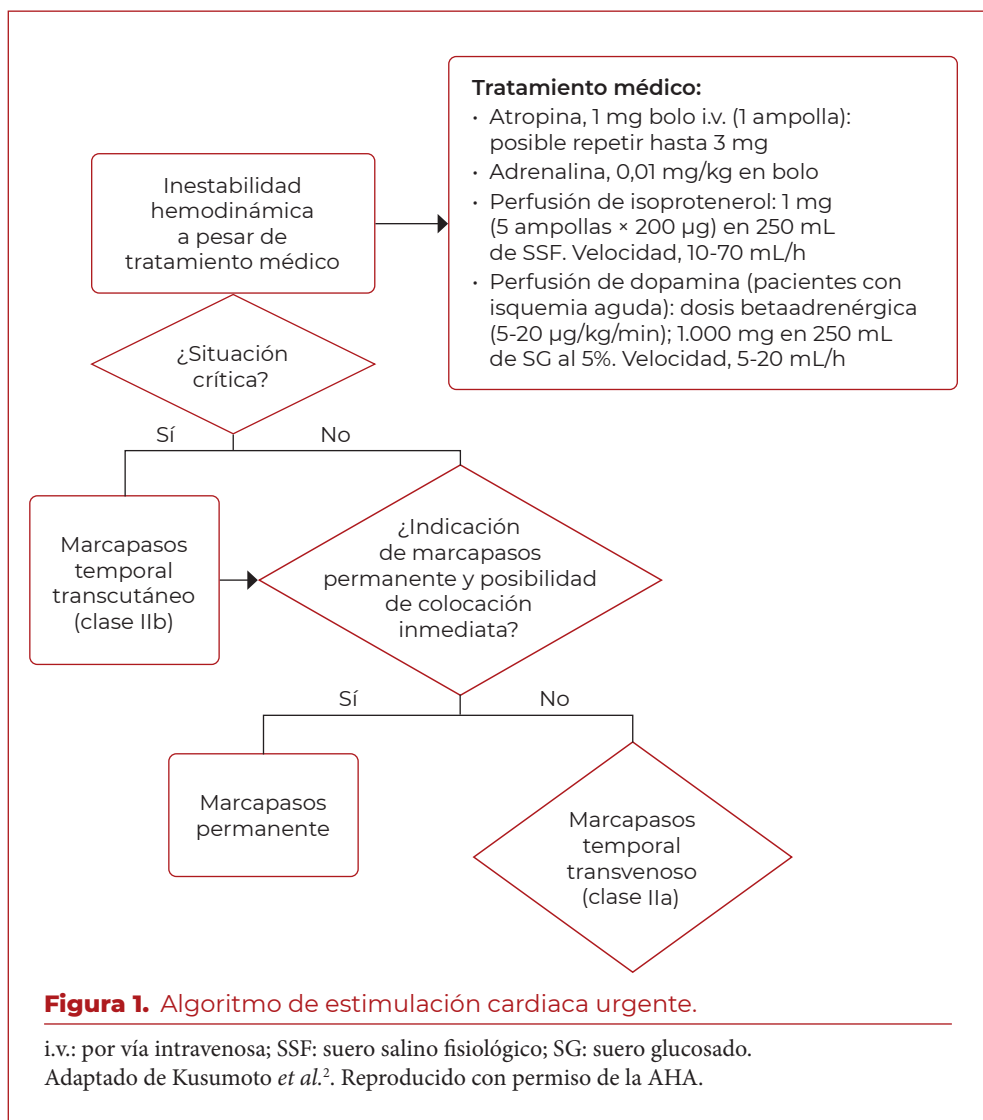 Tratamiento médico:
· Atropina, 1 mg bolo i.v. (1 ampolla):
posible repetir hasta 3 mg
· Adrenalina, 0,01 mg/kg en bolo
· Perfusión de isoprotenerol: 1 mg
(5 ampollas × 200 µg) en 250 mL
de SSF. Velocidad, 10-70 mL/h
· Perfusión de dopamina (pacientes con
isquemia aguda): dosis betaadrenérgica
(5-20 µg/kg/min); 1.000 mg en 250 mL
de SG al 5%. Velocidad, 5-20 mL/h
Inestabilidad
hemodinámica
a pesar de
tratamiento médico
¿Situación
crítica?
Sí
No
Marcapasos
temporal
transcutáneo
(clase IIb)
¿Indicación
de marcapasos
permanente y posibilidad
de colocación
inmediata?
Sí
No
Marcapasos
permanente
Marcapasos
temporal
transvenoso
(clase IIa)
Figura 1. Algoritmo de estimulación cardiaca urgente.
i.v.: por vía intravenosa; SSF: suero salino fisiológico; SG: suero glucosado.
Adaptado de Kusumoto et al.². Reproducido con permiso de la AHA.